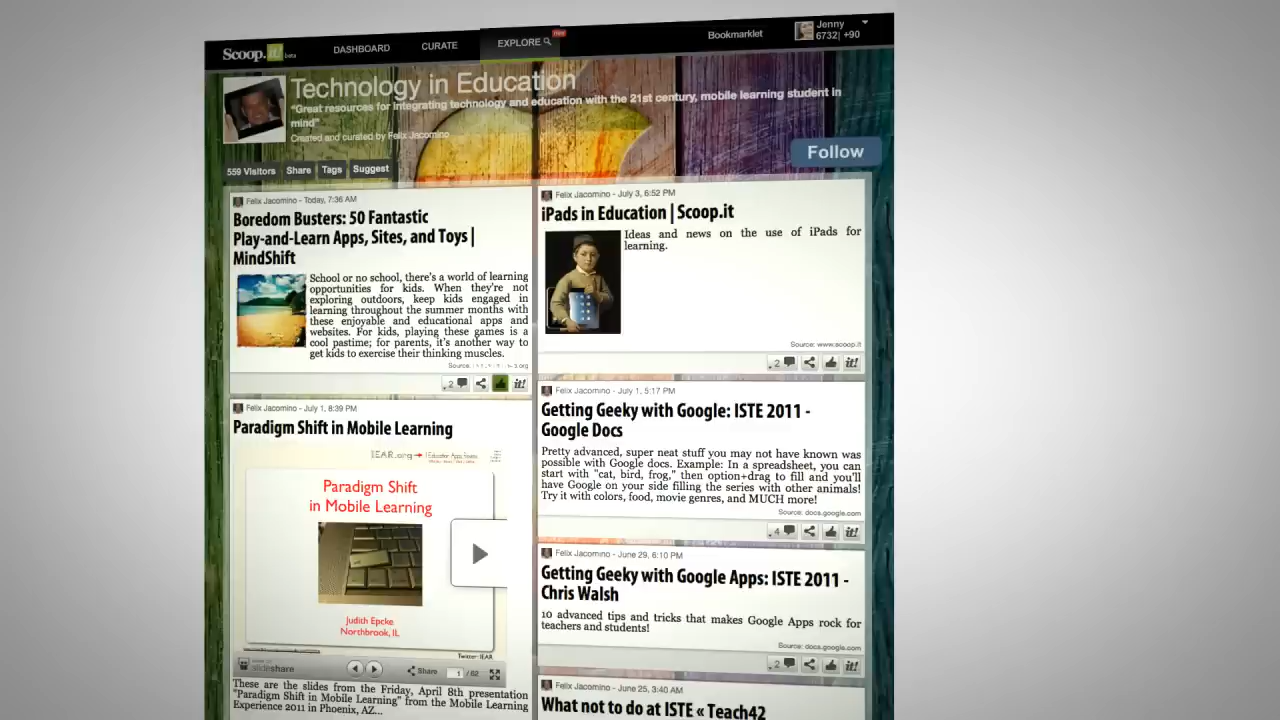 Scoop.it! beta
DASHBOARD
CURATE
EXPLORE
new
Bookmarklet
Jenny
6732| +90
Technology in Education
"Great resources for integrating technology and education with the 21st century, mobile learning student in
mind"
Created and curated by Felix Jacomino
Follow
559 Visitors
Share
Tags
Suggest
Felix Jacomino - Today, 7:36 AM
Boredom Busters: 50 Fantastic
Play-and-Learn Apps, Sites, and Toys |
MindShift
School or no school, there's a world of learning
opportunities for kids. When they're not
exploring outdoors, keep kids engaged in
learning throughout the summer months with
these enjoyable and educational apps and
websites. For kids, playing these games is a
cool pastime; for parents, it's another way to
get kids to exercise their thinking muscles.
Source:
2
it!
Felix Jacomino - July 1, 8:39 PM
Paradigm Shift in Mobile Learning
IEAR.org
Paradigm Shift
in Mobile Learning
Judith Epcke
Northbrook, IL
Twitter: IEAR
slideshare
Share
1 / 62
These are the slides from the Friday, April 8th presentation
"Paradigm Shift in Mobile Learning" from the Mobile Learning
Experience 2011 in Phoenix, AZ...
Felix Jacomino - July 3, 6:52 PM
iPads in Education | Scoop.it
Ideas and news on the use of iPads for
learning.
Source: www.scoop.it
2
it!
Felix Jacomino - July 1, 5:17 PM
Getting Geeky with Google: ISTE 2011 -
Google Docs
Pretty advanced, super neat stuff you may not have known was
possible with Google docs. Example: In a spreadsheet, you can
start with "cat, bird, frog," then option+drag to fill and you'll
have Google on your side filling the series with other animals!
Try it with colors, food, movie genres, and MUCH more!
Source: docs.google.com
4
it!
Felix Jacomino - June 29, 6:10 PM
Getting Geeky with Google Apps: ISTE 2011 -
Chris Walsh
10 advanced tips and tricks that makes Google Apps rock for
teachers and students!
Source: docs.google.com
2
it!
Felix Jacomino - June 25, 3:40 AM
What not to do at ISTE « Teach42